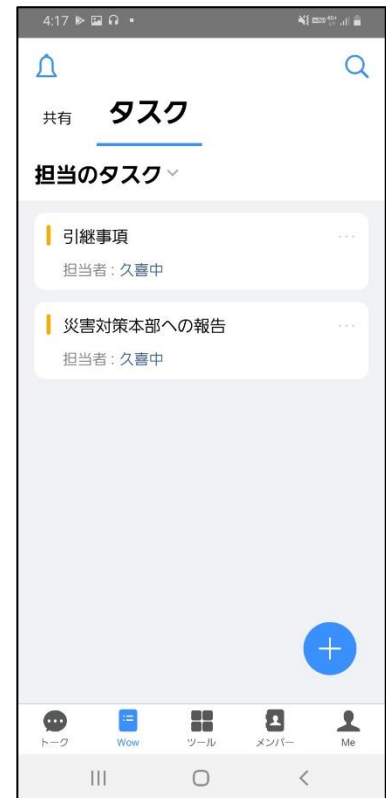 4:17
共有 タスク
担当のタスク
引継事項
担当者 : 久喜中
災害対策本部への報告
担当者 : 久喜中
トーク Wow ツール メンバー Me